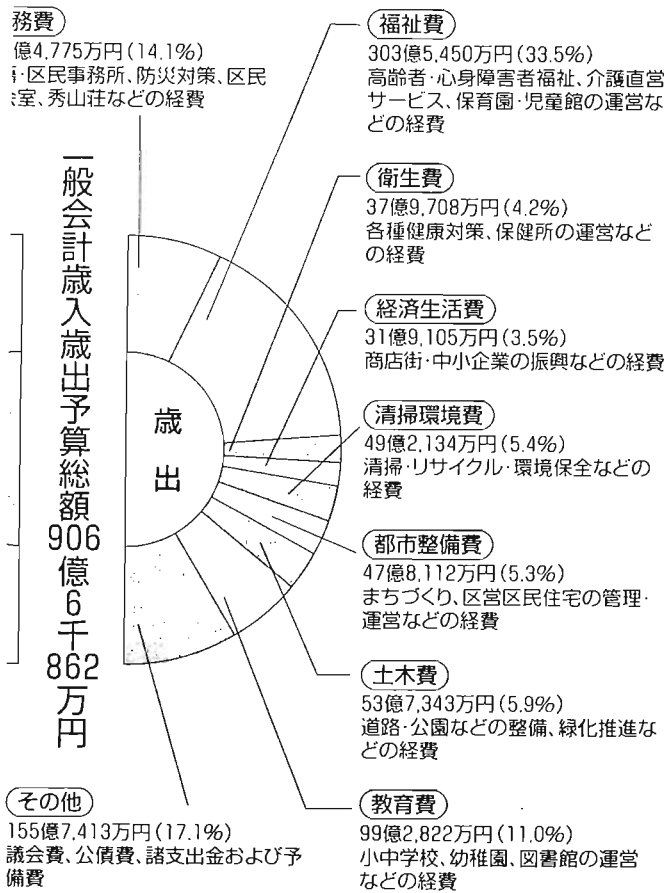 務費
億4,775万円(14.1%)
・区民事務所、防災対策、区民
室、秀山荘などの経費
福祉費
303億5,450万円(33.5%)
高齢者・心身障害者福祉、介護直営
サービス、保育園・児童館の運営な
どの経費
衛生費
37億9,708万円(4.2%)
各種健康対策、保健所の運営など
の経費
経済生活費
31億9,105万円(3.5%)
商店街・中小企業の振興などの経費
清掃環境費
49億2,134万円(5.4%)
清掃・リサイクル・環境保全などの
経費
都市整備費
47億8,112万円(5.3%)
まちづくり、区営区民住宅の管理・
運営などの経費
土木費
53億7,343万円(5.9%)
道路・公園などの整備、緑化推進な
どの経費
教育費
99億2,822万円(11.0%)
小中学校、幼稚園、図書館の運営
などの経費
その他
155億7,413万円(17.1%)
議会費、公債費、諸支出金および予
備費
歳出
一般会計歳入歳出予算総額906億6千862万円